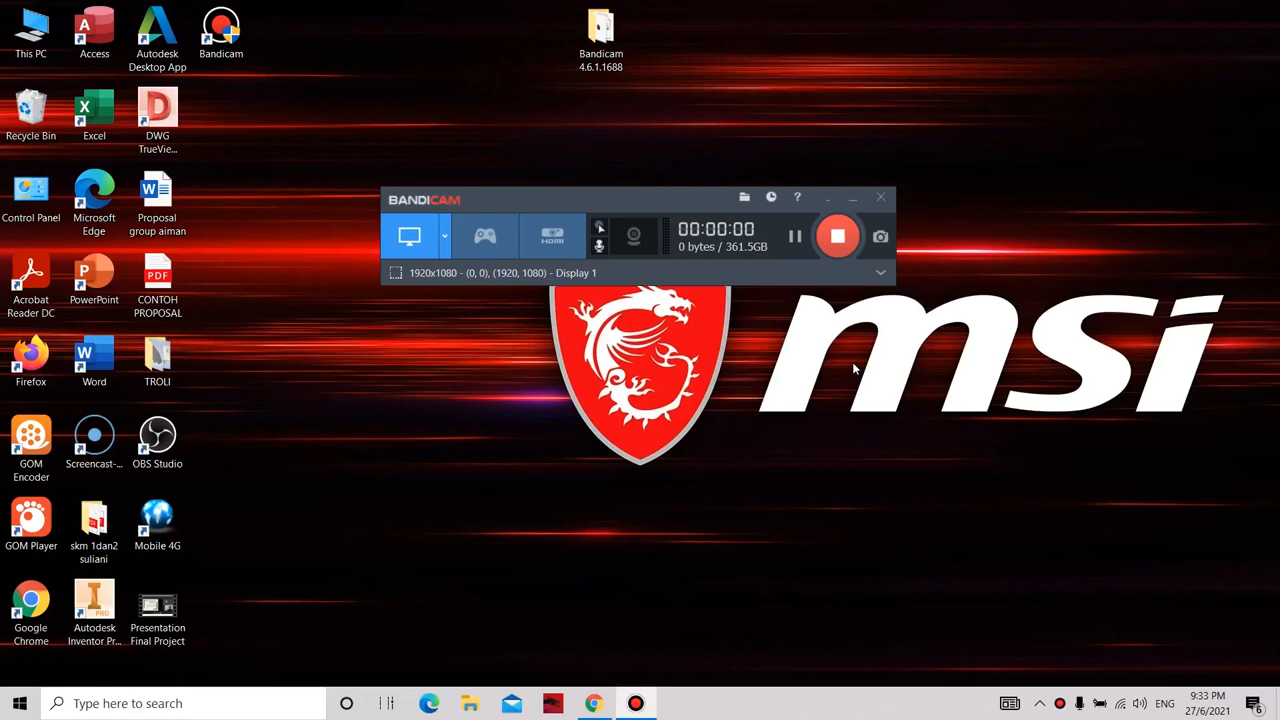 This PC
Access
Autodesk
Desktop App
Bandicam
Bandicam
4.6.1.1688
Recycle Bin
Excel
DWG
TrueView...
Control Panel
Microsoft
Edge
Proposal
group aiman
BANDICAM
?
HDMI
00:00:00
0 bytes / 361.5GB
1920x1080 - (0, 0), (1920, 1080) - Display 1
Acrobat
Reader DC
PowerPoint
PDF
CONTOH
PROPOSAL
msi
Firefox
Word
TROLI
GOM
Encoder
Screencast-...
OBS Studio
GOM Player
skm 1dan2
suliani
Mobile 4G
Google
Chrome
PRO
Autodesk
Inventor Pr...
Presentation
Final Project
Type here to search
ENG
9:33 PM
27/6/2021
6